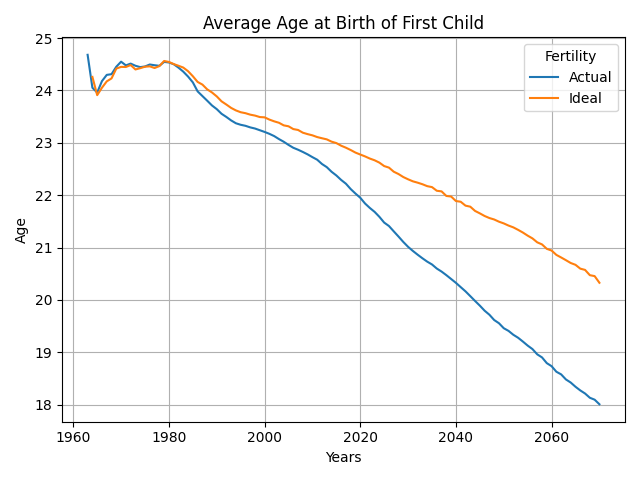 Average Age at Birth of First Child
Fertility
Actual
Ideal
Age
25
24
23
22
21
20
19
18
1960
1980
2000
2020
2040
2060
Years